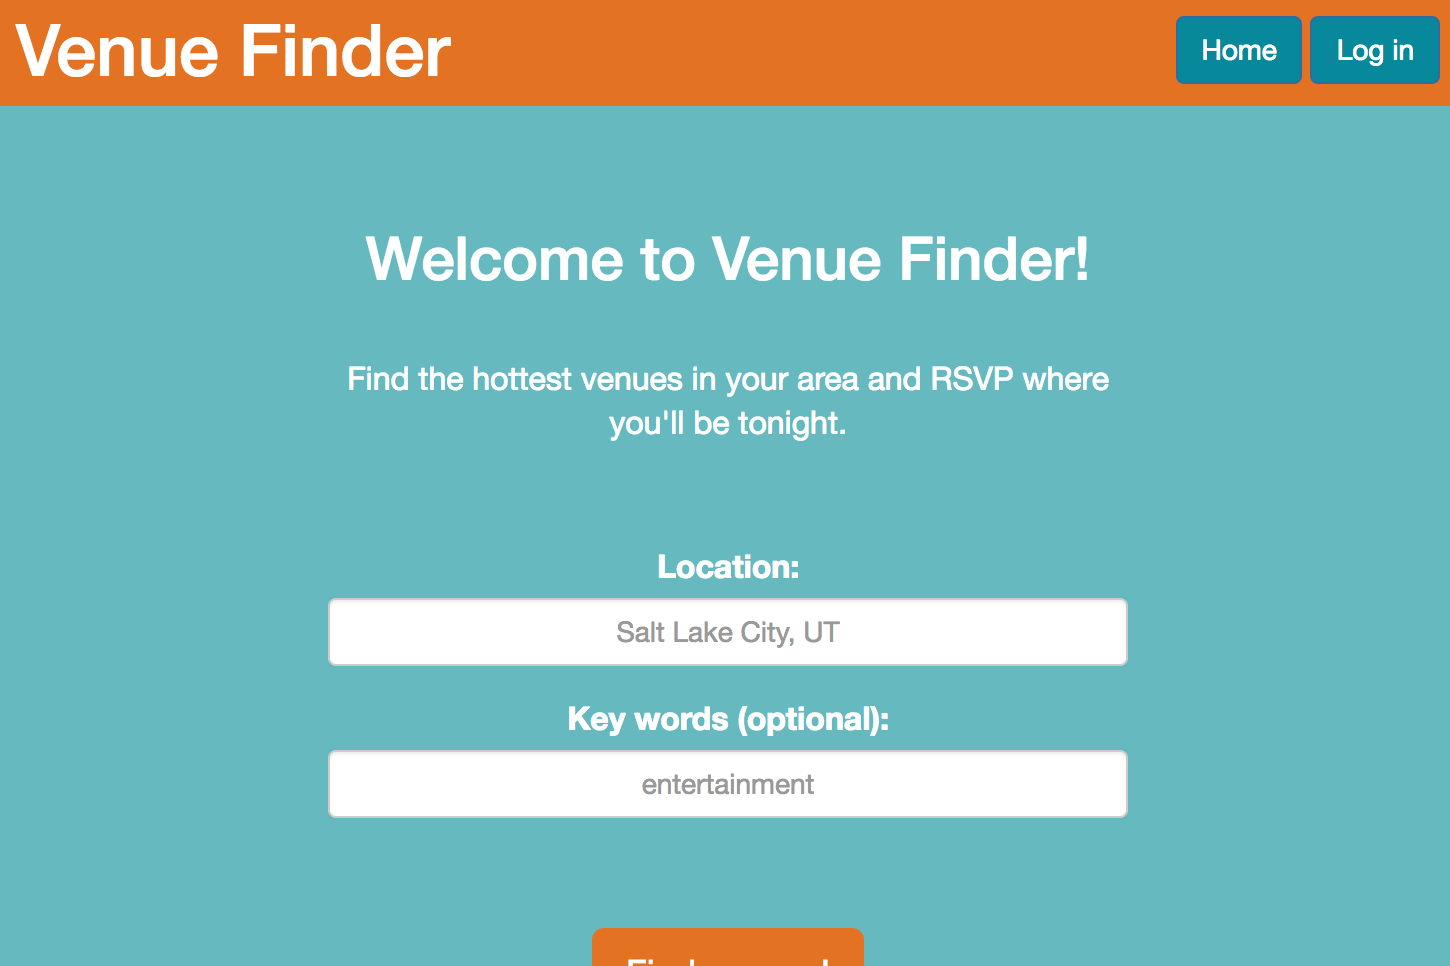 Venue Finder
Home
Log in
Welcome to Venue Finder!
Find the hottest venues in your area and RSVP where
you'll be tonight.
Location:
Salt Lake City, UT
Key words (optional):
entertainment